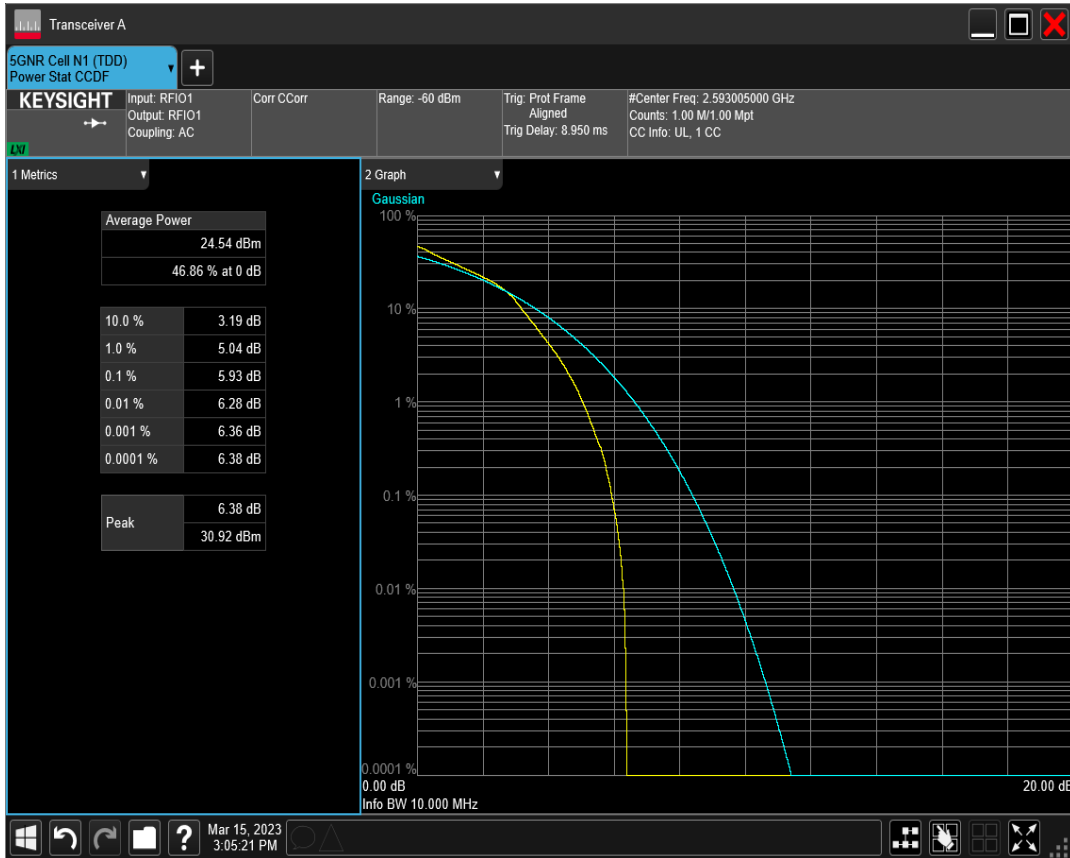 Transceiver A
5GNR Cell N1 (TDD)
Power Stat CCDF
+
KEYSIGHT
LXI
Input: RFIO1
Output: RFIO1
Coupling: AC
Corr CCorr
Range: -60 dBm
Trig: Prot Frame
Aligned
Trig Delay: 8.950 ms
#Center Freq: 2.593005000 GHz
Counts: 1.00 M/1.00 Mpt
CC Info: UL, 1 CC
1 Metrics
Average Power
24.54 dBm
46.86 % at 0 dB
10.0 % 3.19 dB
1.0 % 5.04 dB
0.1 % 5.93 dB
0.01 % 6.28 dB
0.001 % 6.36 dB
0.0001 % 6.38 dB
Peak 6.38 dB
30.92 dBm
2 Graph
Gaussian
100 %
10 %
1 %
0.1 %
0.01 %
0.001 %
0.0001 %
0.00 dB 20.00 dB
Info BW 10.000 MHz
?
Mar 15, 2023
3:05:21 PM